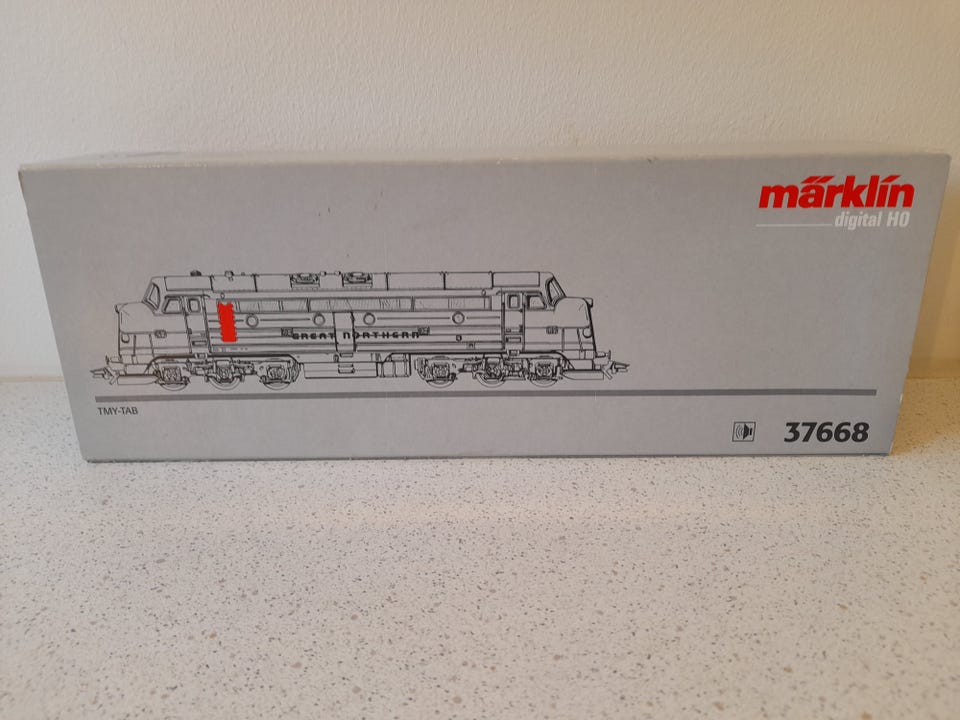 märklin
digital H0
GREAT NORTHERN
TMY-TAB
37668